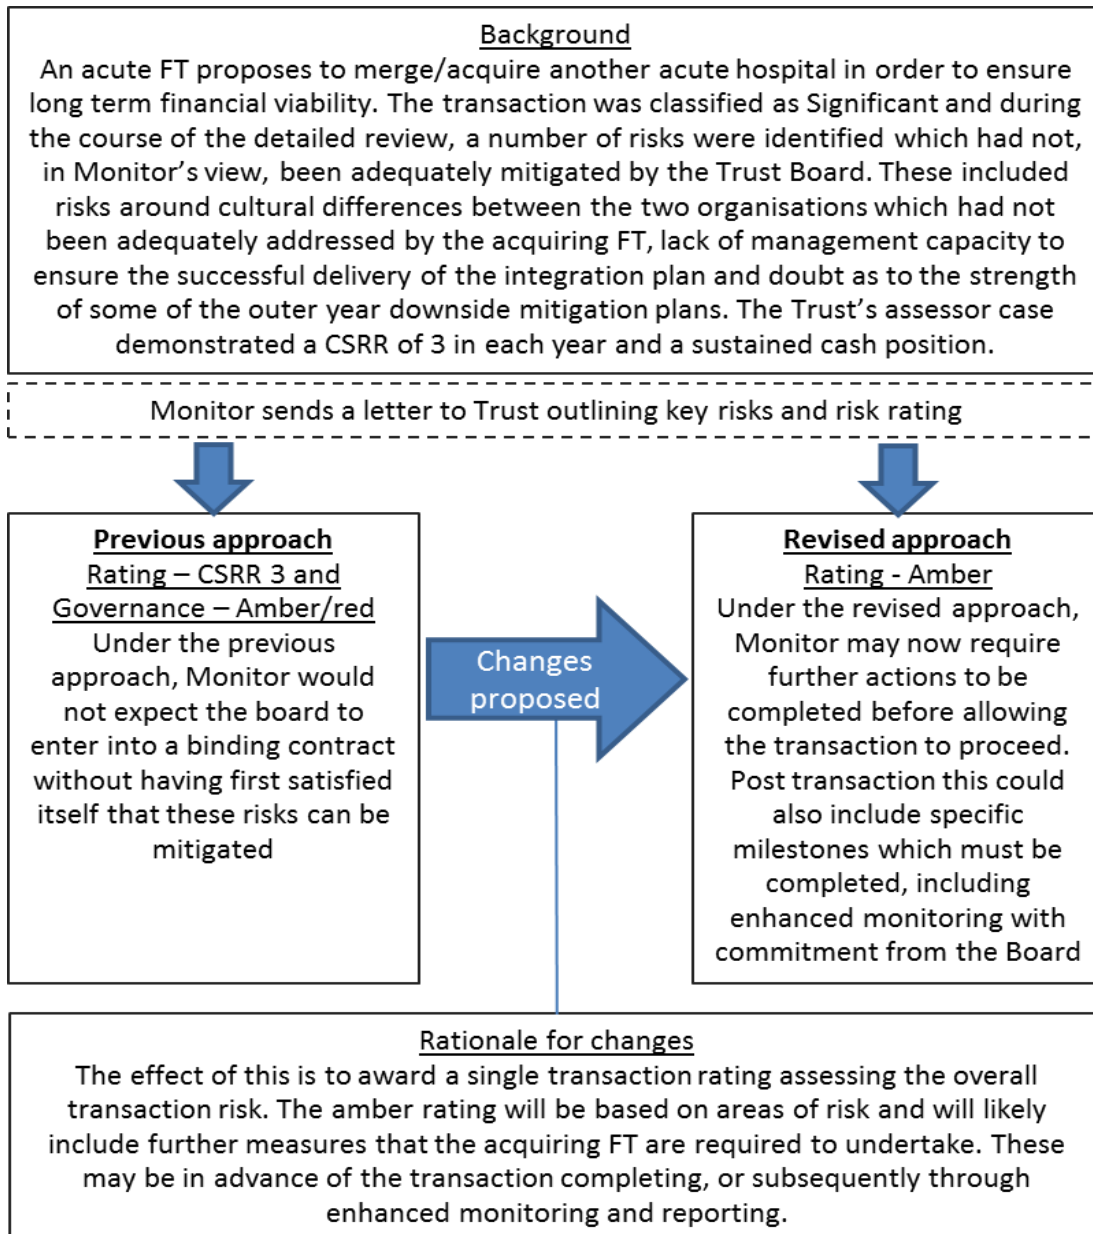 Background
An acute FT proposes to merge/acquire another acute hospital in order to ensure
long term financial viability. The transaction was classified as Significant and during
the course of the detailed review, a number of risks were identified which had not,
in Monitor's view, been adequately mitigated by the Trust Board. These included
risks around cultural differences between the two organisations which had not
been adequately addressed by the acquiring FT, lack of management capacity to
ensure the successful delivery of the integration plan and doubt as to the strength
of some of the outer year downside mitigation plans. The Trust's assessor case
demonstrated a CSRR of 3 in each year and a sustained cash position.
Monitor sends a letter to Trust outlining key risks and risk rating
Previous approach
Rating – CSRR 3 and
Governance – Amber/red
Under the previous
approach, Monitor would
not expect the board to
enter into a binding contract
without having first satisfied
itself that these risks can be
mitigated
Changes
proposed
Revised approach
Rating - Amber
Under the revised approach,
Monitor may now require
further actions to be
completed before allowing
the transaction to proceed.
Post transaction this could
also include specific
milestones which must be
completed, including
enhanced monitoring with
commitment from the Board
Rationale for changes
The effect of this is to award a single transaction rating assessing the overall
transaction risk. The amber rating will be based on areas of risk and will likely
include further measures that the acquiring FT are required to undertake. These
may be in advance of the transaction completing, or subsequently through
enhanced monitoring and reporting.